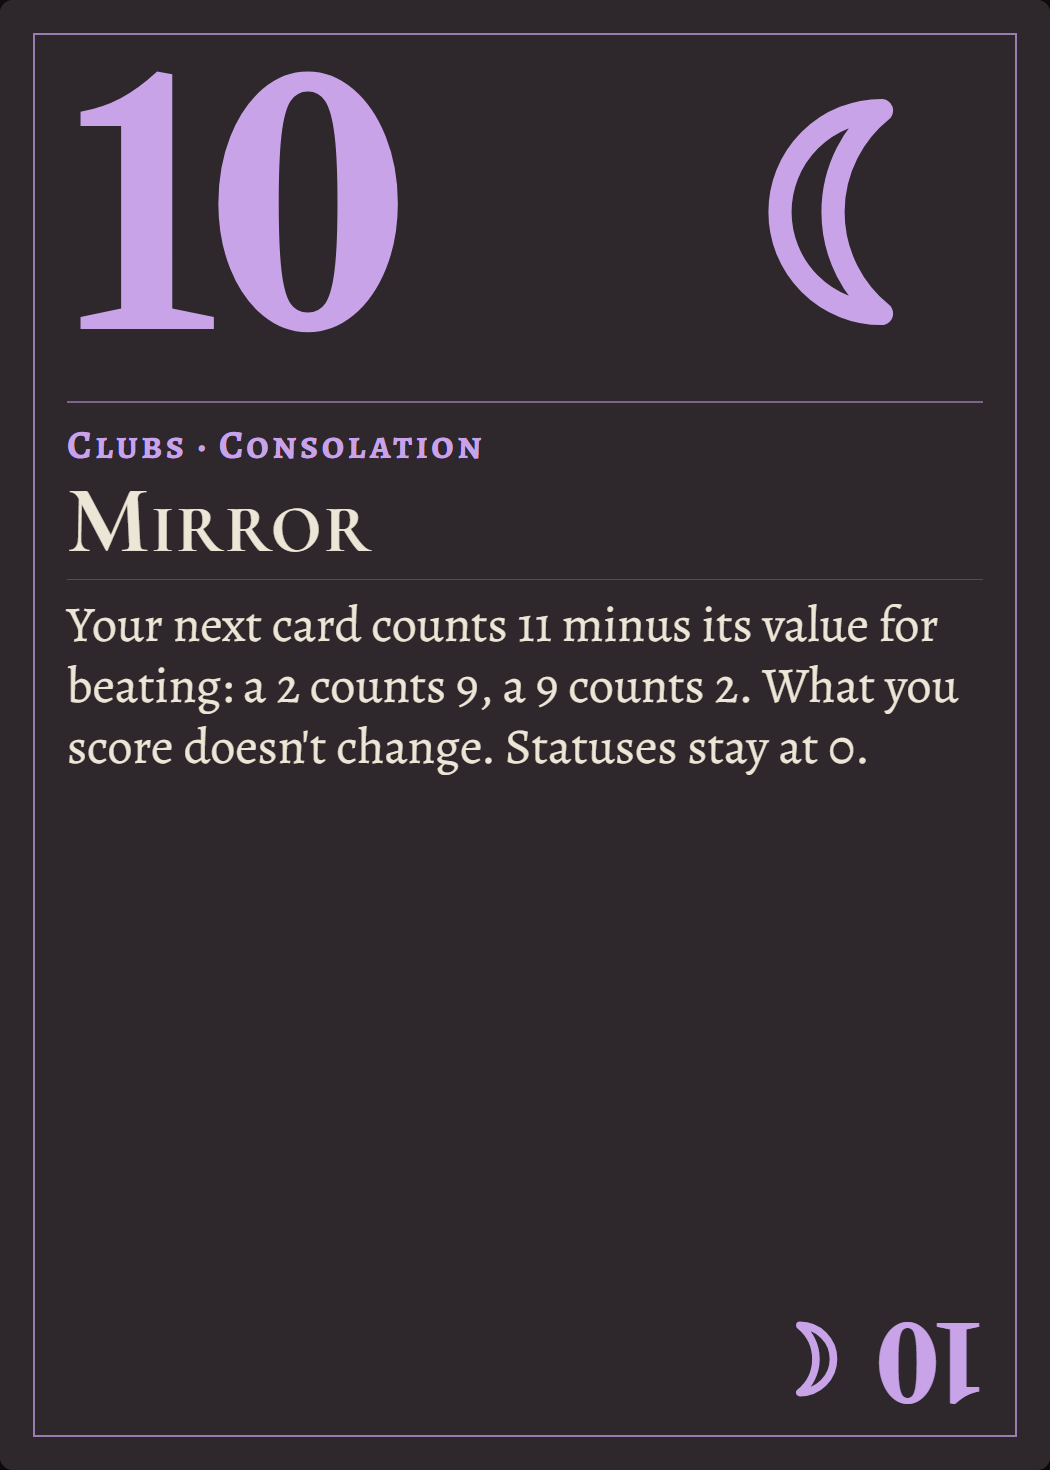 10
Clubs · Consolation
Mirror
Your next card counts 11 minus its value for
beating: a 2 counts 9, a 9 counts 2. What you
score doesn't change. Statuses stay at 0.
10